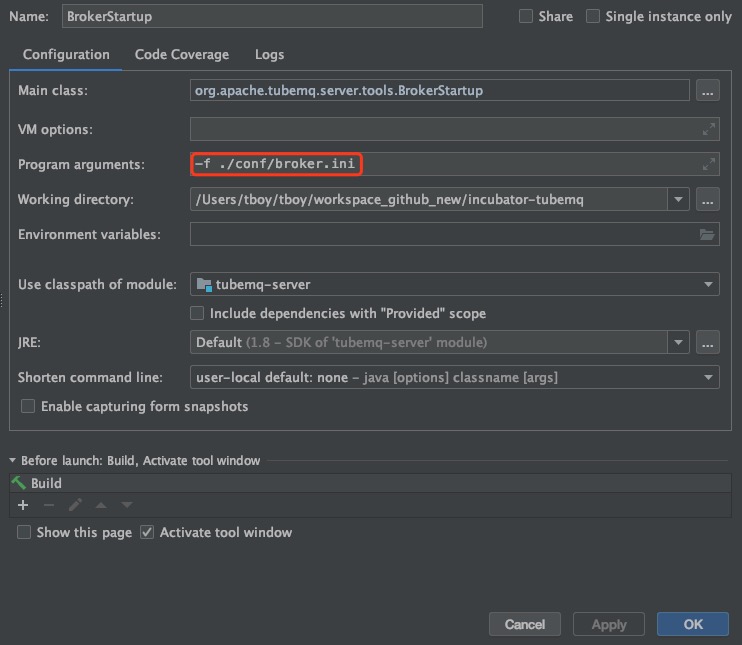 Name: BrokerStartup Share Single instance only
Configuration Code Coverage Logs
Main class: org.apache.tubemq.server.tools.BrokerStartup ...
VM options:
Program arguments: -f ./conf/broker.ini
Working directory: /Users/tboy/tboy/workspace_github_new/incubator-tubemq ...
Environment variables:
Use classpath of module: tubemq-server
Include dependencies with "Provided" scope
JRE: Default (1.8 – SDK of 'tubemq-server' module) ...
Shorten command line: user-local default: none – java [options] classname [args]
Enable capturing form snapshots
Before launch: Build, Activate tool window
Build
Show this page Activate tool window
Cancel Apply OK